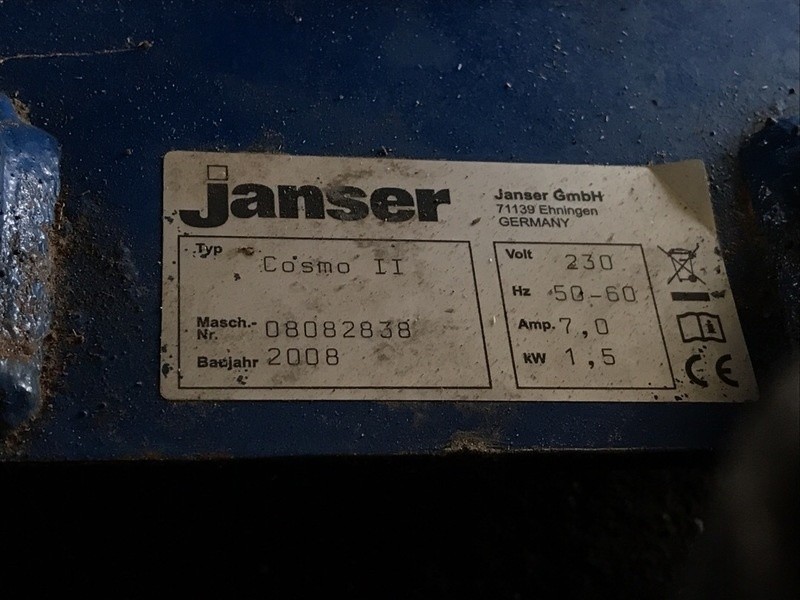 janser
Janser GmbH
71139 Ehningen
GERMANY
Typ Cosmo II
Masch.-
Nr. 08082838
Baujahr 2008
Volt 230
Hz 50-60
Amp. 7,0
kW 1,5
CE